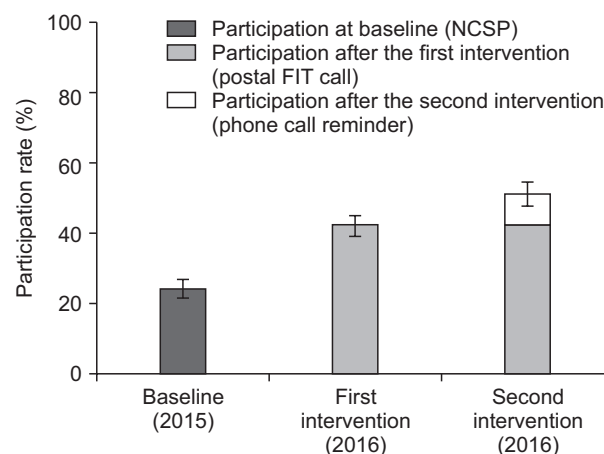 100
80
60
40
20
0
Participation rate (%)
Participation at baseline (NCSP)
Participation after the first intervention
(postal FIT call)
Participation after the second intervention
(phone call reminder)
Baseline
(2015)
First
intervention
(2016)
Second
intervention
(2016)